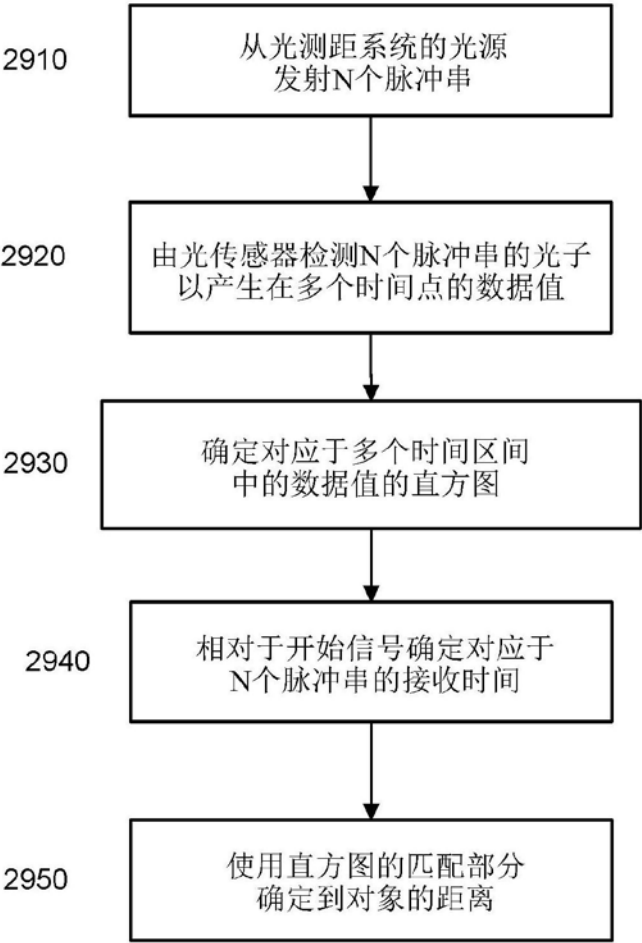 2910
从光测距系统的光源
发射N个脉冲串
2920
由光传感器检测N个脉冲串的光子
以产生在多个时间点的数据值
2930
确定对应于多个时间区间
中的数据值的直方图
2940
相对于开始信号确定对应于
N个脉冲串的接收时间
2950
使用直方图的匹配部分
确定到对象的距离